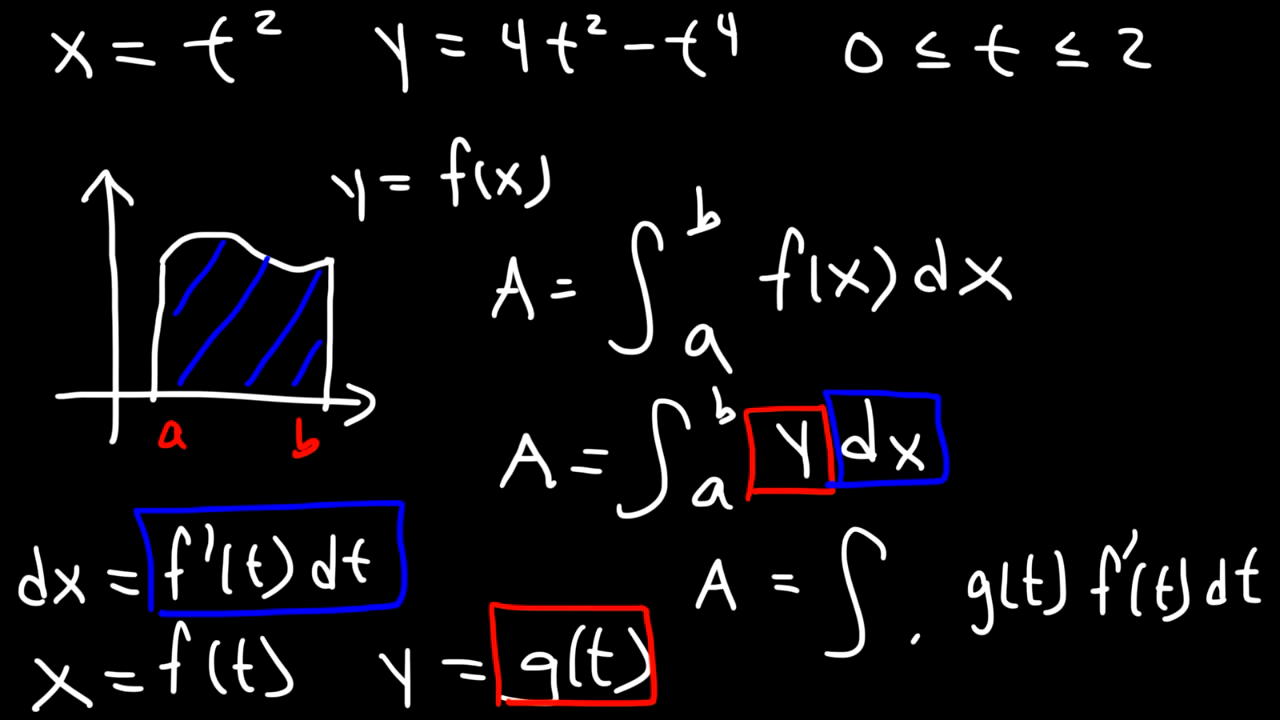 x = t² y = 4t² − t⁴ 0 ≤ t ≤ 2
y = f(x)
A = ∫ₐᵇ f(x) dx
a b
A = ∫ₐᵇ y dx
dx = f'(t) dt
A = ∫ g(t) f'(t) dt
x = f(t) y = g(t)